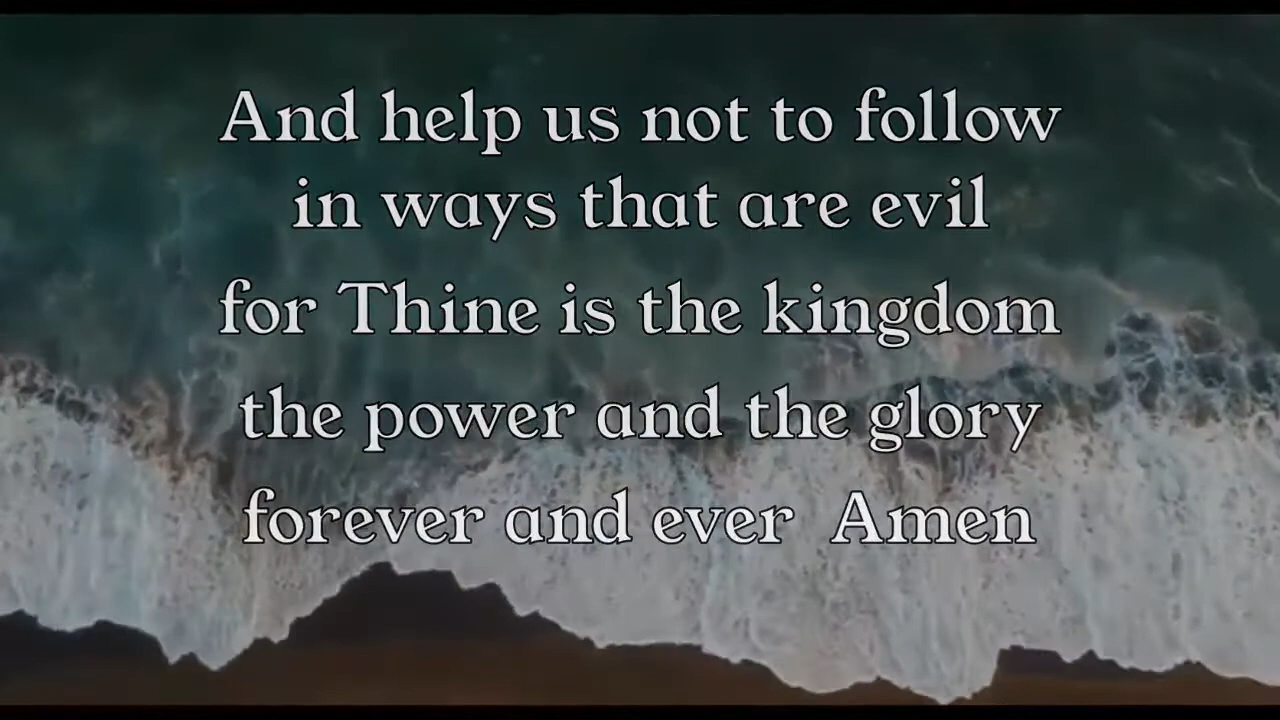 And help us not to follow
in ways that are evil
for Thine is the kingdom
the power and the glory
forever and ever Amen